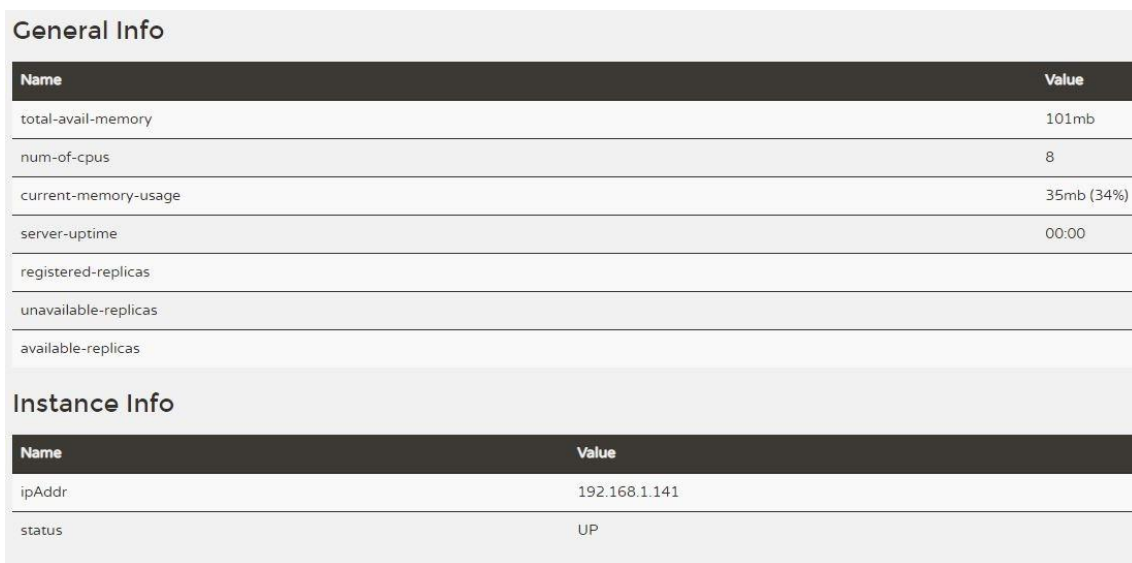 General Info
Name Value
total-avail-memory 101mb
num-of-cpus 8
current-memory-usage 35mb (34%)
server-uptime 00:00
registered-replicas
unavailable-replicas
available-replicas
Instance Info
Name Value
ipAddr 192.168.1.141
status UP